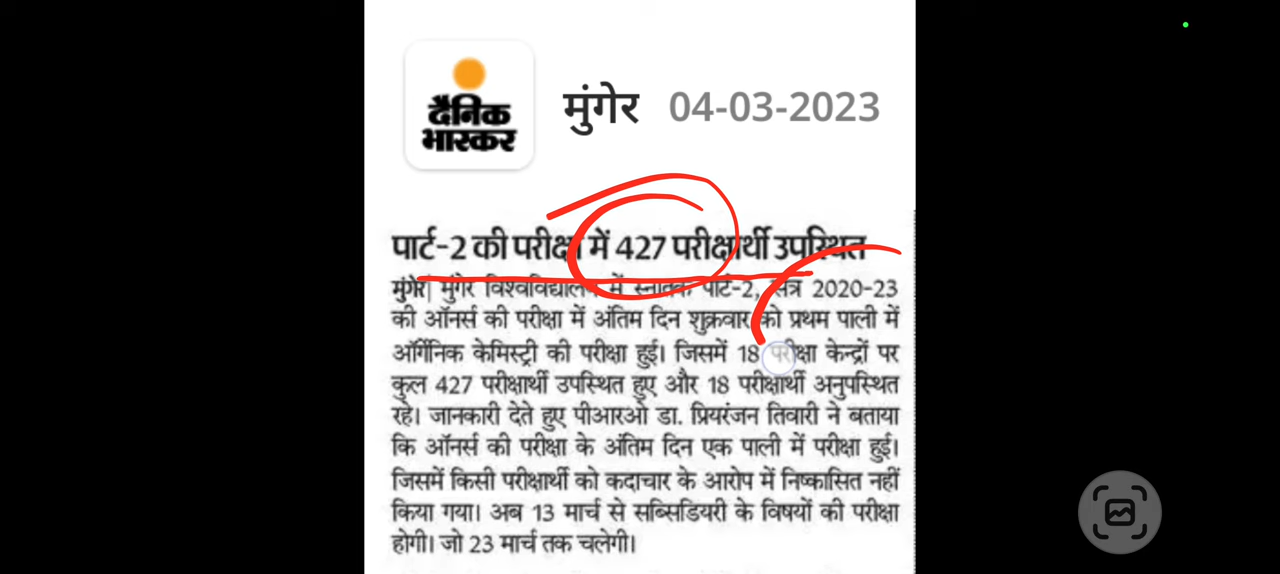 दैनिक
भास्कर
मुंगेर 04-03-2023
पार्ट-2 की परीक्षा में 427 परीक्षार्थी उपस्थित
मुंगेर| मुंगेर विश्वविद्यालय में स्नातक पार्ट-2, सत्र 2020-23
की ऑनर्स की परीक्षा में अंतिम दिन शुक्रवार को प्रथम पाली में
ऑर्गेनिक केमिस्ट्री की परीक्षा हुई। जिसमें 18 परीक्षा केन्द्रों पर
कुल 427 परीक्षार्थी उपस्थित हुए और 18 परीक्षार्थी अनुपस्थित
रहे। जानकारी देते हुए पीआरओ डा. प्रियरंजन तिवारी ने बताया
कि ऑनर्स की परीक्षा के अंतिम दिन एक पाली में परीक्षा हुई।
जिसमें किसी परीक्षार्थी को कदाचार के आरोप में निष्कासित नहीं
किया गया। अब 13 मार्च से सब्सिडियरी के विषयों की परीक्षा
होगी। जो 23 मार्च तक चलेगी।